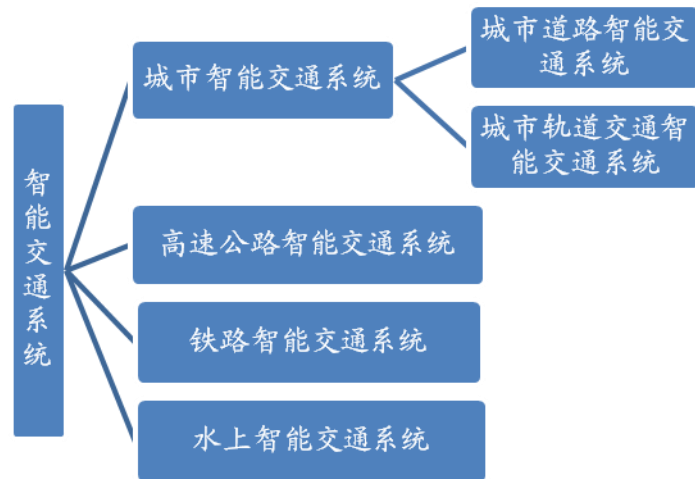 智能交通系统
城市智能交通系统
城市道路智能交
通系统
城市轨道交通智
能交通系统
高速公路智能交通系统
铁路智能交通系统
水上智能交通系统